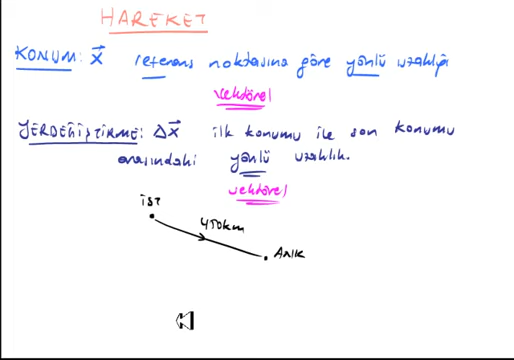 HAREKET
KONUM: x⃗ referans noktasına göre yönlü uzaklığı
vektörel
YERDEĞİŞTİRME: Δx⃗ ilk konumu ile son konumu
arasındaki yönlü uzaklık.
vektörel
İST
450km
Ank